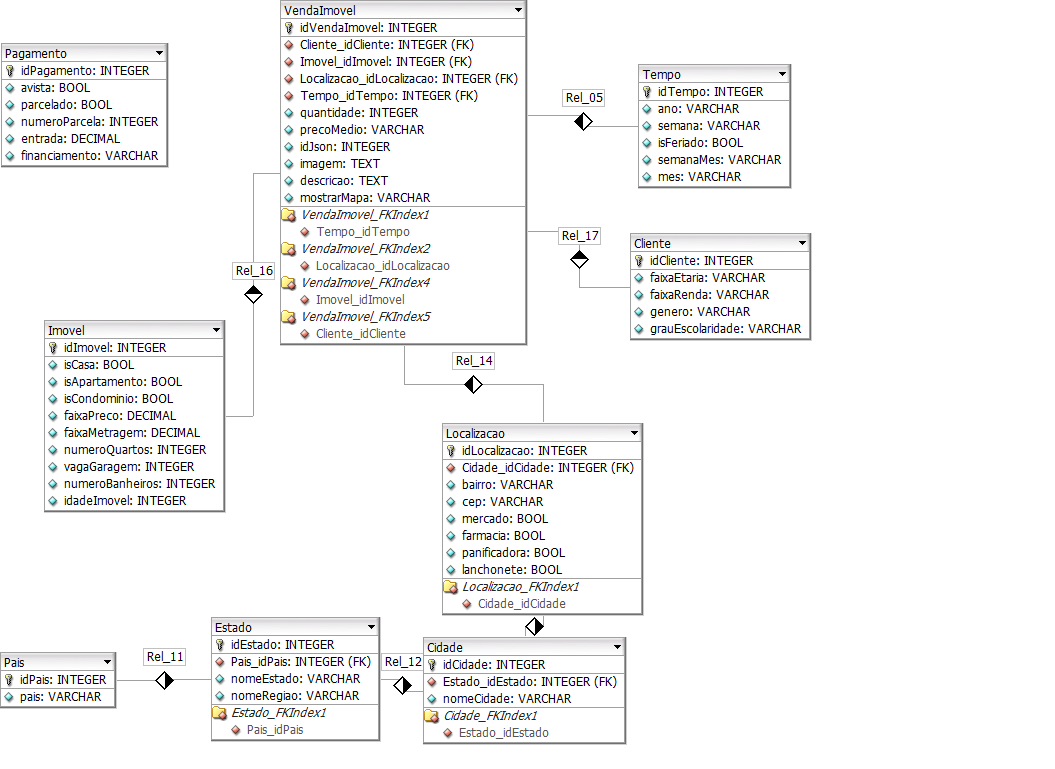 VendaImovel
idVendaImovel: INTEGER
Cliente_idCliente: INTEGER (FK)
Imovel_idImovel: INTEGER (FK)
Localizacao_idLocalizacao: INTEGER (FK)
Tempo_idTempo: INTEGER (FK)
quantidade: INTEGER
precoMedio: VARCHAR
idJson: INTEGER
imagem: TEXT
descricao: TEXT
mostrarMapa: VARCHAR
VendaImovel_FKIndex1
Tempo_idTempo
VendaImovel_FKIndex2
Localizacao_idLocalizacao
VendaImovel_FKIndex4
Imovel_idImovel
VendaImovel_FKIndex5
Cliente_idCliente
Pagamento
idPagamento: INTEGER
avista: BOOL
parcelado: BOOL
numeroParcela: INTEGER
entrada: DECIMAL
financiamento: VARCHAR
Rel_05
Tempo
idTempo: INTEGER
ano: VARCHAR
semana: VARCHAR
isFeriado: BOOL
semanaMes: VARCHAR
mes: VARCHAR
Rel_17
Cliente
idCliente: INTEGER
faixaEtaria: VARCHAR
faixaRenda: VARCHAR
genero: VARCHAR
grauEscolaridade: VARCHAR
Rel_16
Imovel
idImovel: INTEGER
isCasa: BOOL
isApartamento: BOOL
isCondominio: BOOL
faixaPreco: DECIMAL
faixaMetragem: DECIMAL
numeroQuartos: INTEGER
vagaGaragem: INTEGER
numeroBanheiros: INTEGER
idadeImovel: INTEGER
Rel_14
Localizacao
idLocalizacao: INTEGER
Cidade_idCidade: INTEGER (FK)
bairro: VARCHAR
cep: VARCHAR
mercado: BOOL
farmacia: BOOL
panificadora: BOOL
lanchonete: BOOL
Localizacao_FKIndex1
Cidade_idCidade
Pais
idPais: INTEGER
pais: VARCHAR
Rel_11
Estado
idEstado: INTEGER
Pais_idPais: INTEGER (FK)
nomeEstado: VARCHAR
nomeRegiao: VARCHAR
Estado_FKIndex1
Pais_idPais
Rel_12
Cidade
idCidade: INTEGER
Estado_idEstado: INTEGER (FK)
nomeCidade: VARCHAR
Cidade_FKIndex1
Estado_idEstado